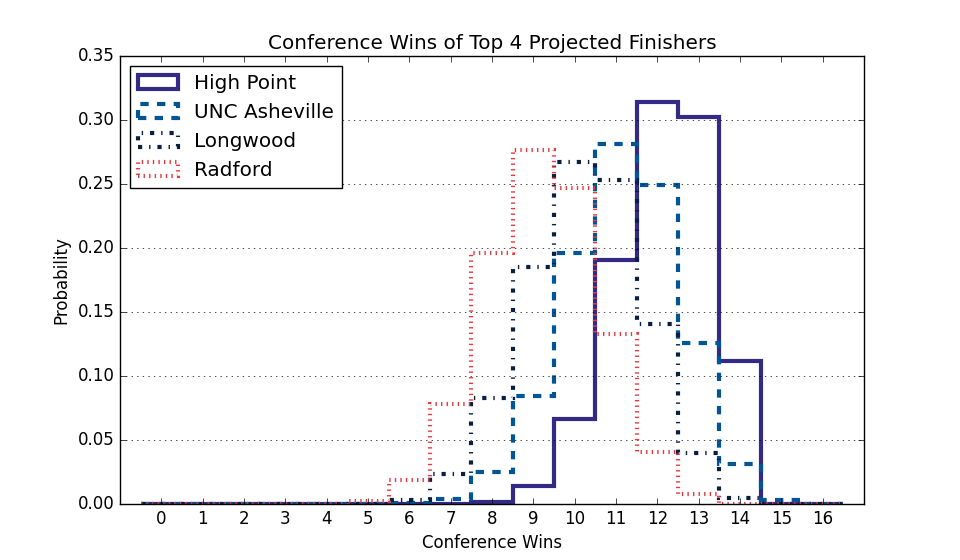 Conference Wins of Top 4 Projected Finishers
0.35
0.30
0.25
0.20
0.15
0.10
0.05
0.00
Probability
High Point
UNC Asheville
Longwood
Radford
0 1 2 3 4 5 6 7 8 9 10 11 12 13 14 15 16
Conference Wins